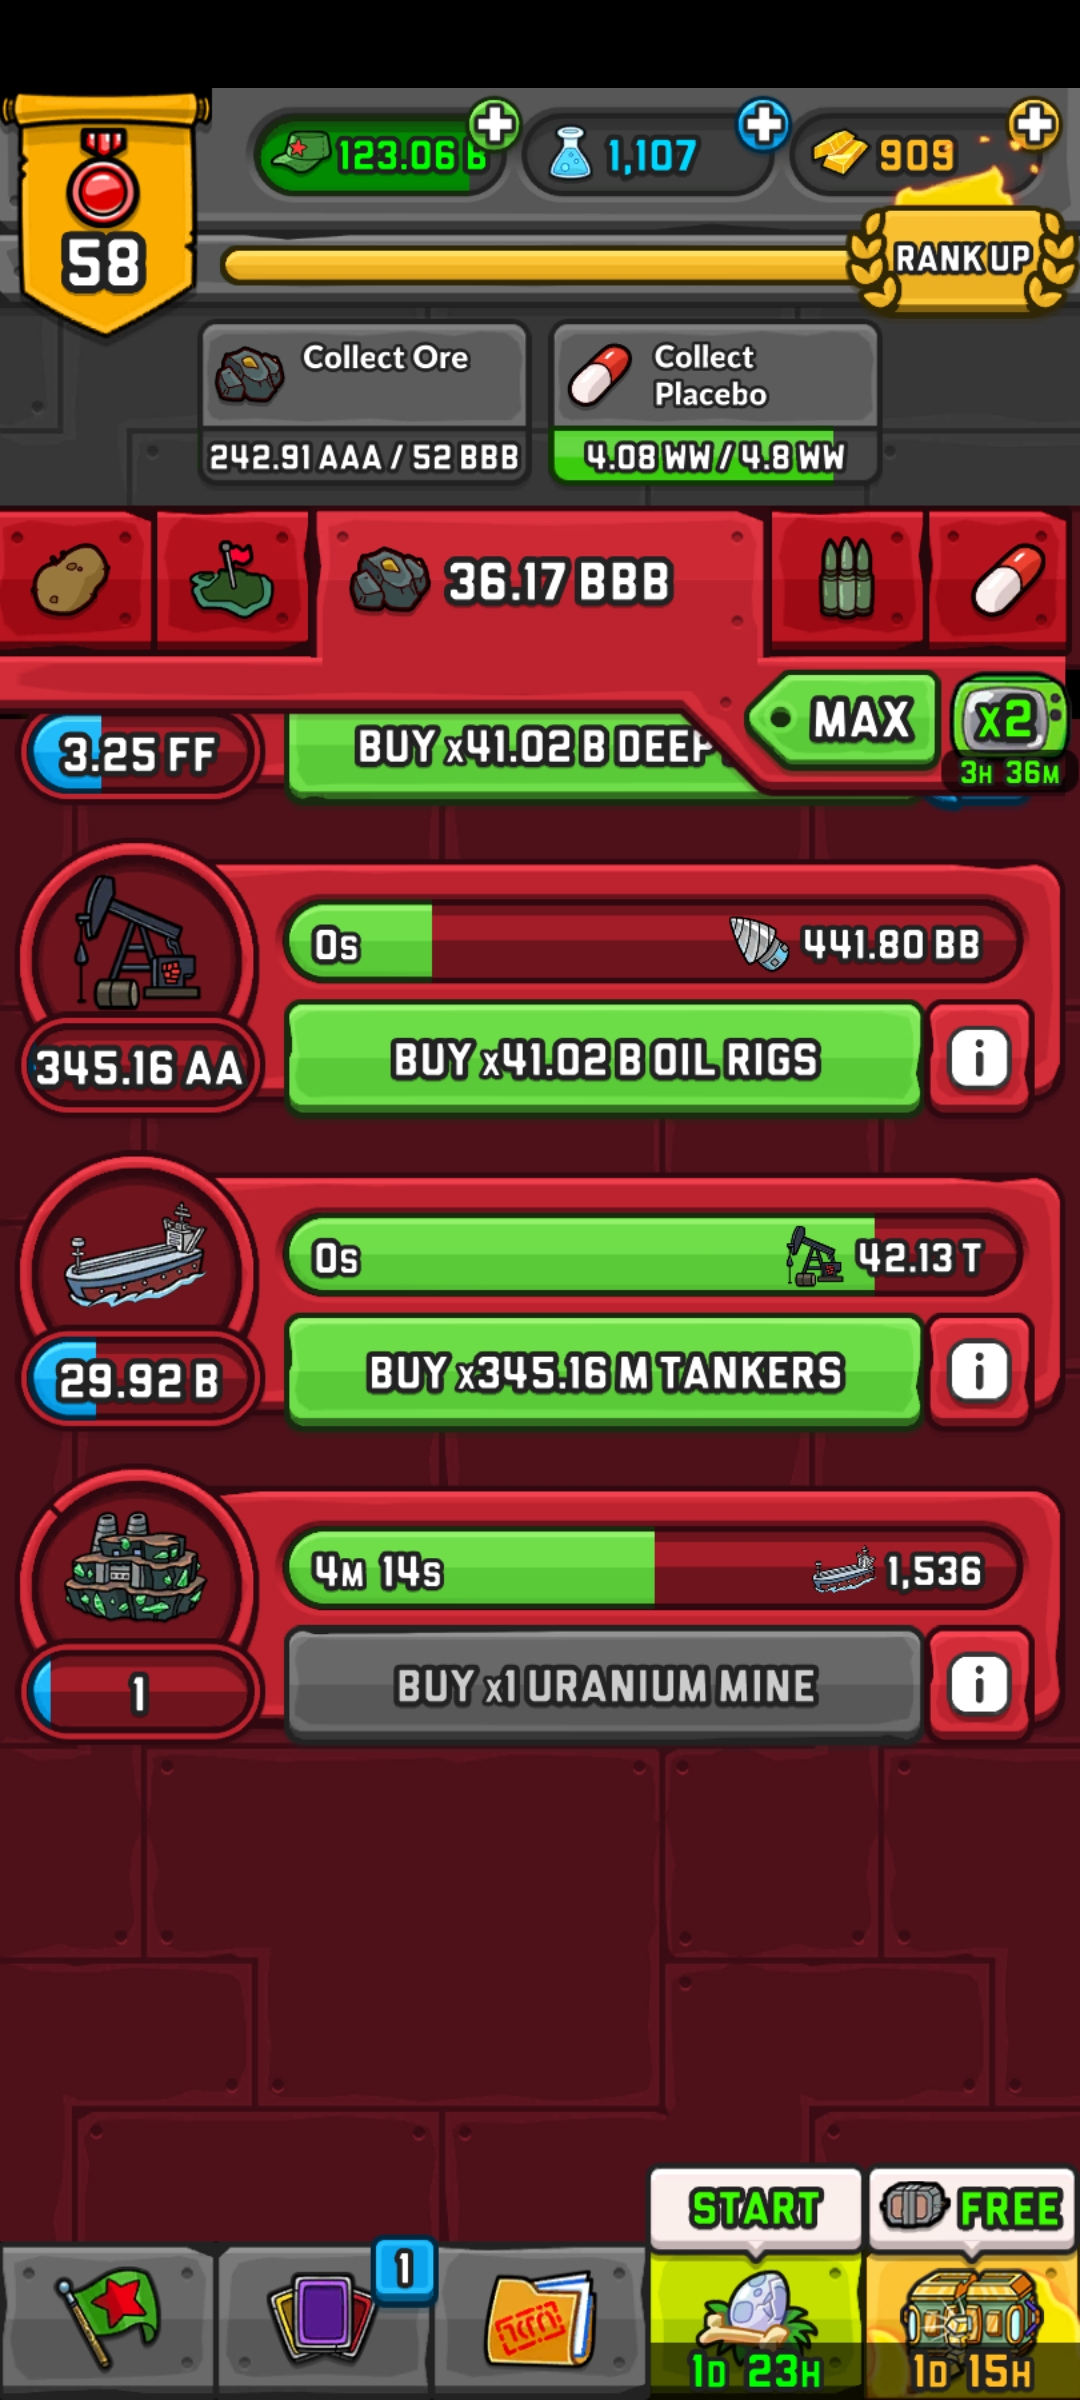 123.06 B
1,107
909
58
RANK UP
Collect Ore
242.91 AAA / 52 BBB
Collect
Placebo
4.08 WW / 4.8 WW
36.17 BBB
MAX
x2
3H 36M
3.25 FF
BUY x41.02 B DEEP
0s
441.80 BB
345.16 AA
BUY x41.02 B OIL RIGS
i
0s
42.13 T
29.92 B
BUY x345.16 M TANKERS
i
4M 14s
1,536
1
BUY x1 URANIUM MINE
i
START
FREE
1
1D 23H
1D 15H